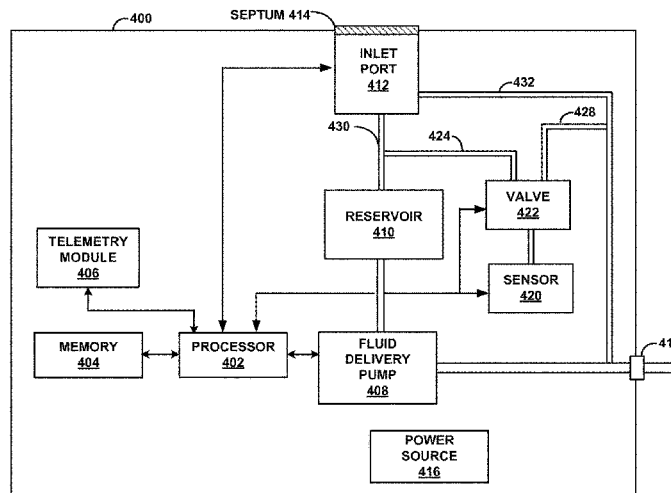 SEPTUM 414
400
INLET
PORT
412
432
428
430
424
VALVE
422
RESERVOIR
410
TELEMETRY
MODULE
406
SENSOR
420
MEMORY
404
PROCESSOR
402
FLUID
DELIVERY
PUMP
408
POWER
SOURCE
416